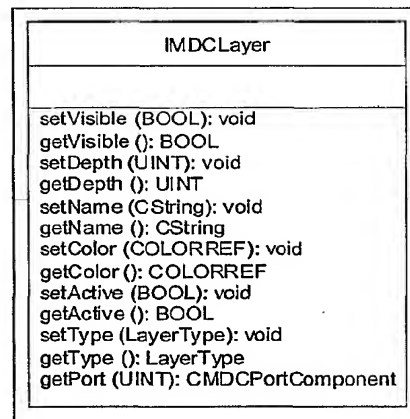 IMDCLayer
setVisible (BOOL): void
getVisible (): BOOL
setDepth (UINT): void
getDepth (): UINT
setName (CString): void
getName (): CString
setColor (COLORREF): void
getColor (): COLORREF
setActive (BOOL): void
getActive (): BOOL
setType (LayerType): void
getType (): LayerType
getPort (UINT): CMDCPortComponent